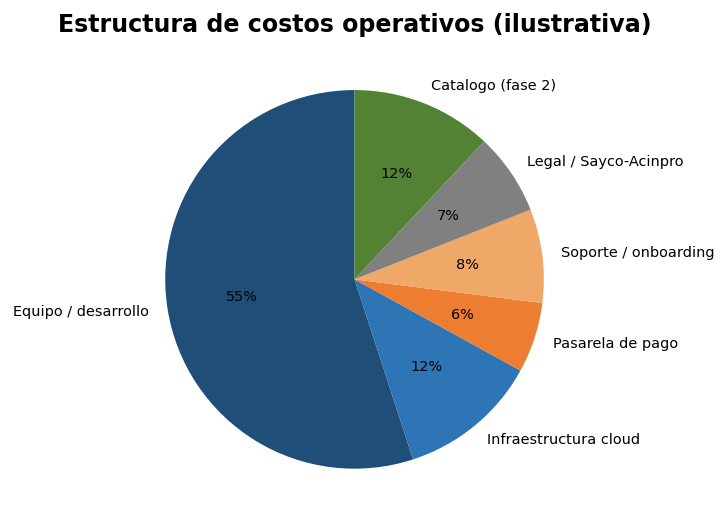 Estructura de costos operativos (ilustrativa)
Catalogo (fase 2)
12%
Legal / Sayco-Acinpro
7%
Soporte / onboarding
8%
Pasarela de pago
6%
Infraestructura cloud
12%
Equipo / desarrollo
55%